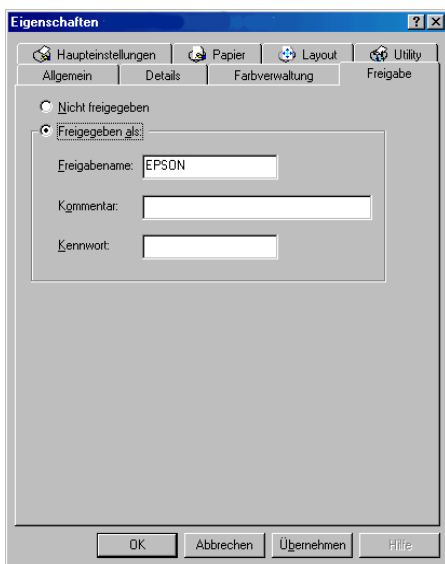 Eigenschaften
Haupteinstellungen Papier Layout Utility
Allgemein Details Farbverwaltung Freigabe
Nicht freigegeben
Freigegeben als:
Freigabename: EPSON
Kommentar:
Kennwort:
OK Abbrechen Übernehmen Hilfe